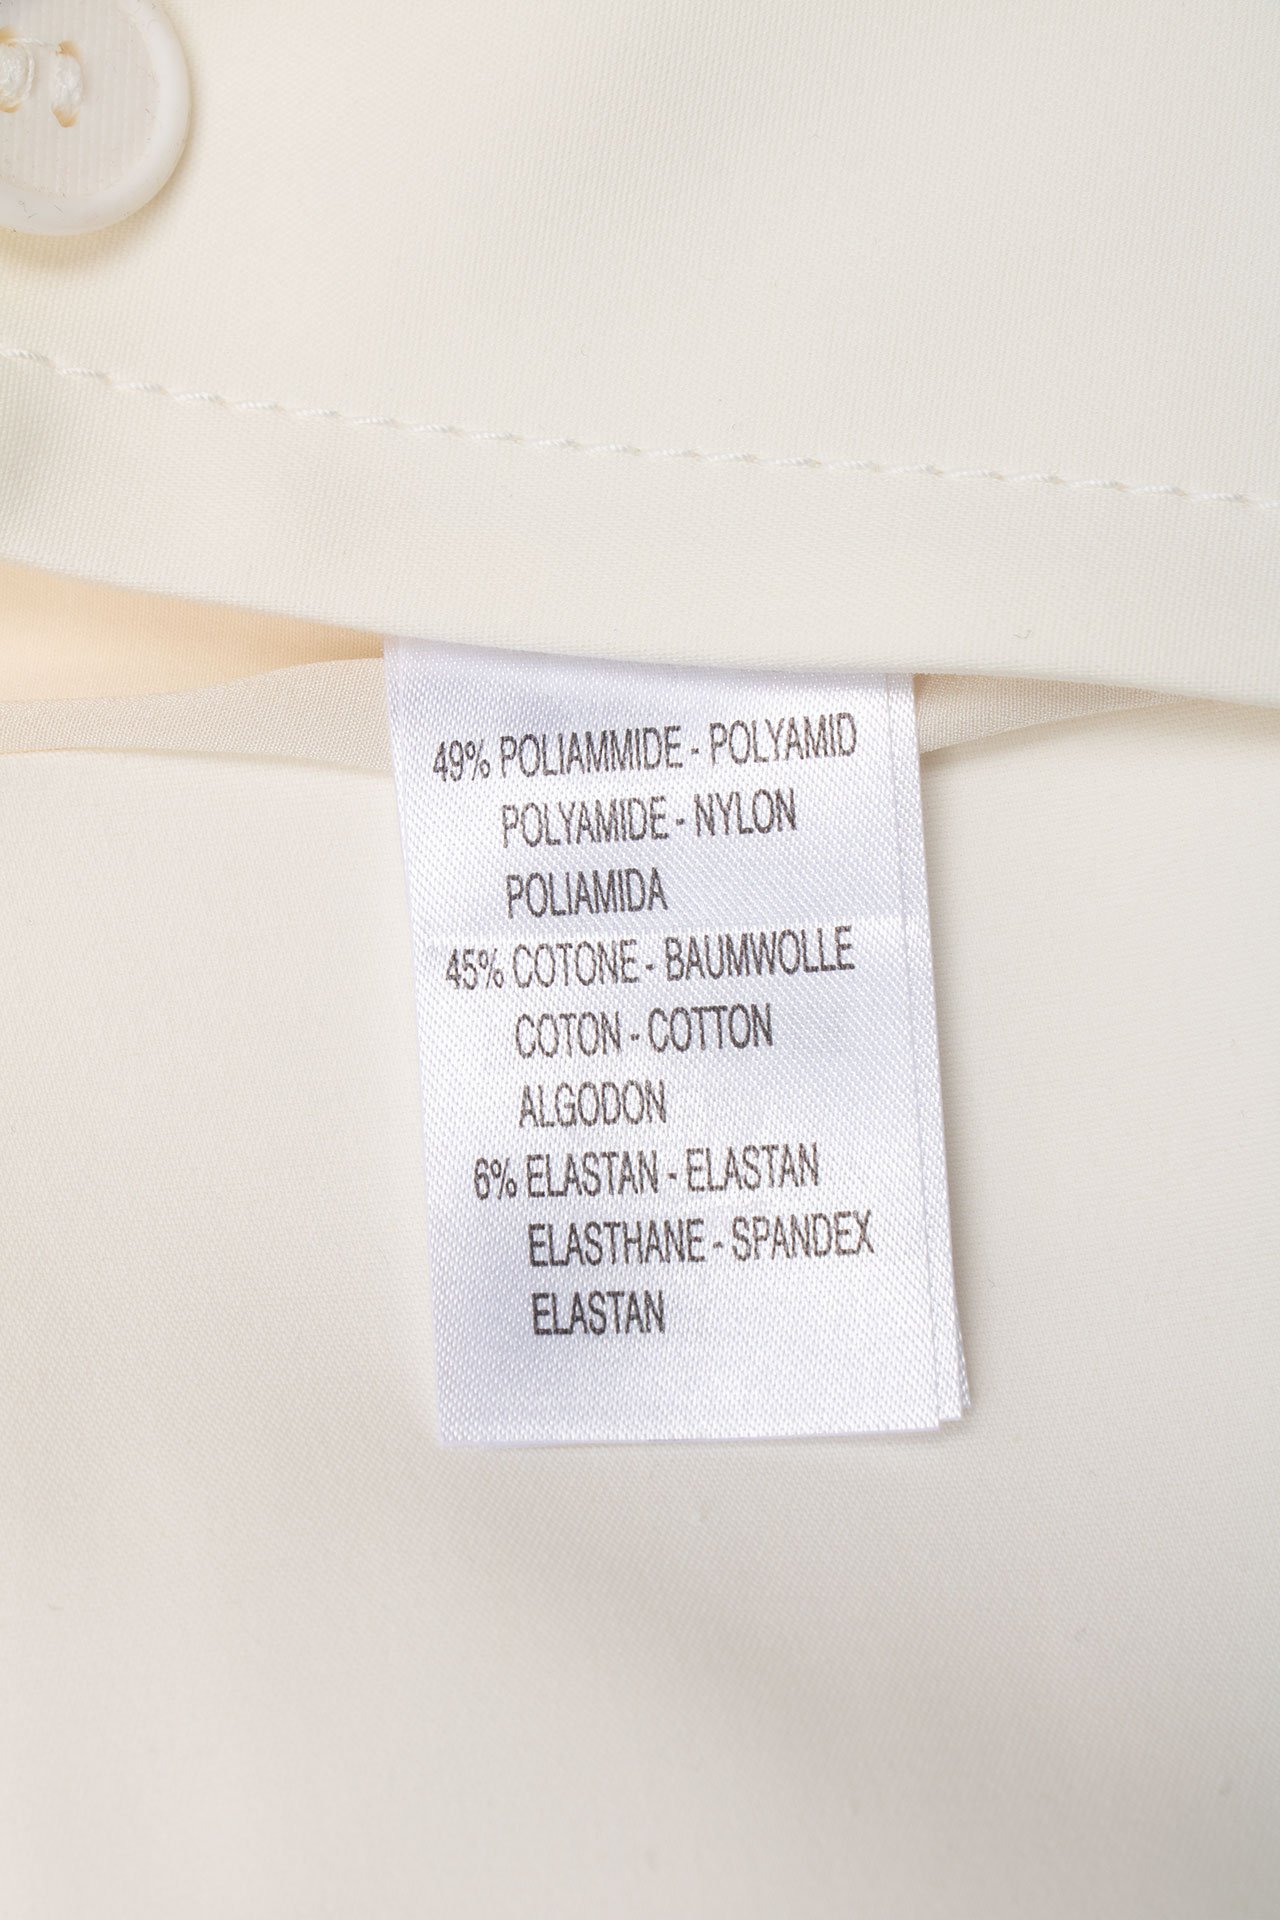 49% POLIAMMIDE - POLYAMID
POLYAMIDE - NYLON
POLIAMIDA
45% COTONE - BAUMWOLLE
COTON - COTTON
ALGODON
6% ELASTAN - ELASTAN
ELASTHANE - SPANDEX
ELASTAN